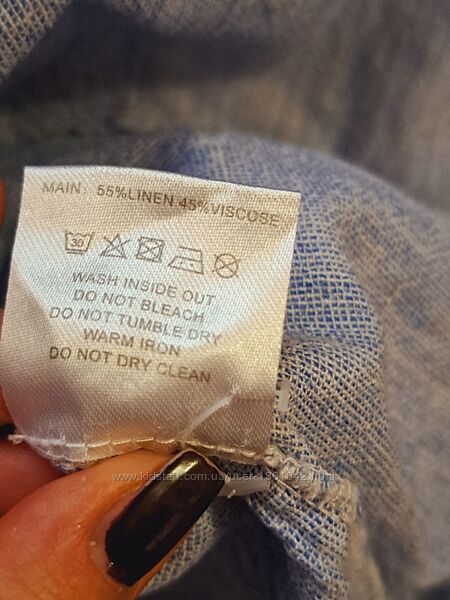 MAIN: 55%LINEN 45%VISCOSE
30
WASH INSIDE OUT
DO NOT BLEACH
DO NOT TUMBLE DRY
WARM IRON
DO NOT DRY CLEAN